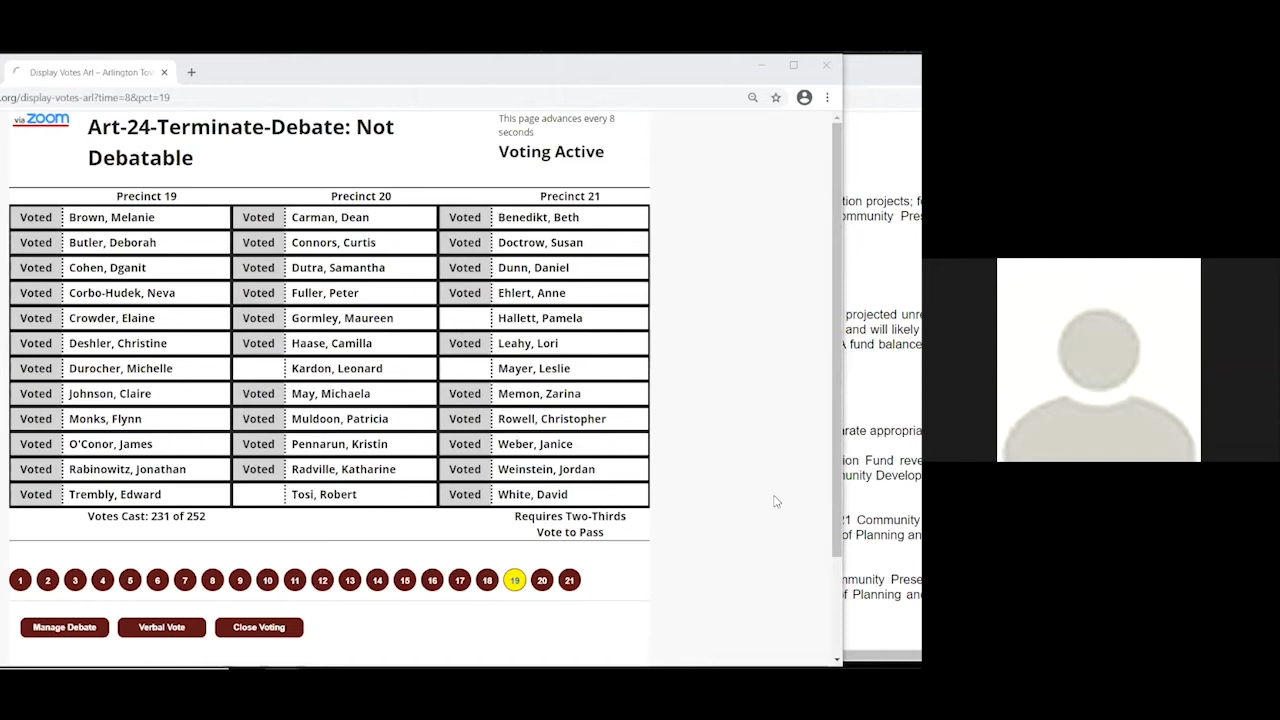 Display Votes Arl – Arlington Tov
.org/display-votes-arl?time=8&pct=19
via zoom
Art-24-Terminate-Debate: Not
Debatable
This page advances every 8
seconds
Voting Active
Precinct 19 Precinct 20 Precinct 21
Voted Brown, Melanie Voted Carman, Dean Voted Benedikt, Beth
Voted Butler, Deborah Voted Connors, Curtis Voted Doctrow, Susan
Voted Cohen, Dganit Voted Dutra, Samantha Voted Dunn, Daniel
Voted Corbo-Hudek, Neva Voted Fuller, Peter Voted Ehlert, Anne
Voted Crowder, Elaine Voted Gormley, Maureen Hallett, Pamela
Voted Deshler, Christine Voted Haase, Camilla Voted Leahy, Lori
Voted Durocher, Michelle Kardon, Leonard Mayer, Leslie
Voted Johnson, Claire Voted May, Michaela Voted Memon, Zarina
Voted Monks, Flynn Voted Muldoon, Patricia Voted Rowell, Christopher
Voted O'Conor, James Voted Pennarun, Kristin Voted Weber, Janice
Voted Rabinowitz, Jonathan Voted Radville, Katharine Voted Weinstein, Jordan
Voted Trembly, Edward Tosi, Robert Voted White, David
Votes Cast: 231 of 252
Requires Two-Thirds
Vote to Pass
1 2 3 4 5 6 7 8 9 10 11 12 13 14 15 16 17 18 19 20 21
Manage Debate Verbal Vote Close Voting
tion projects; f
ommunity Pres
projected unre
and will likely
A fund balance
arate appropria
ion Fund reve
munity Develop
21 Community
of Planning an
mmunity Prese
of Planning and